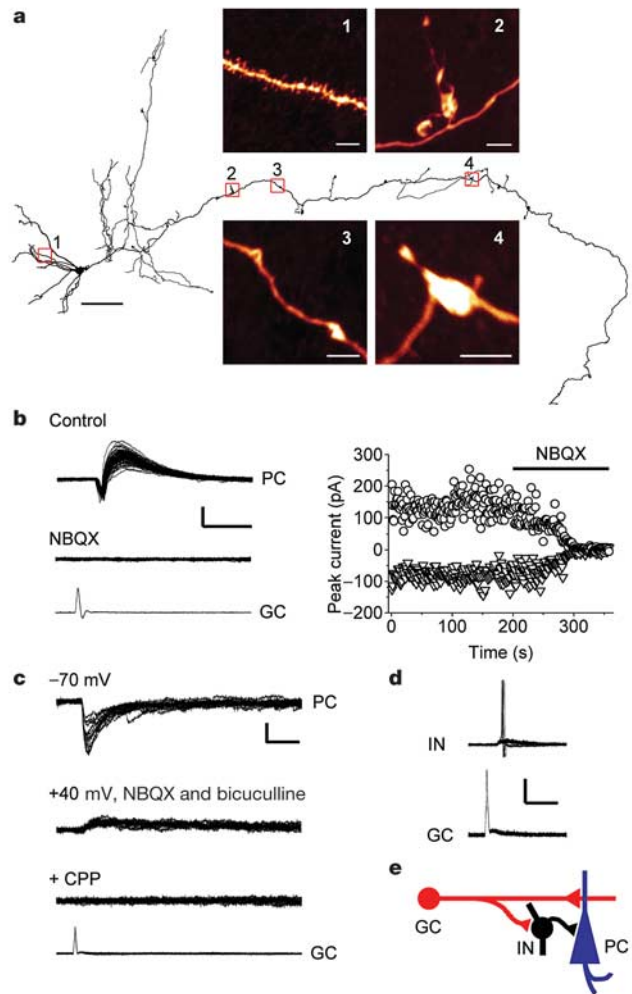 a
1
2
2
3
4
1
3
4
b
Control
PC
NBQX
GC
NBQX
Peak current (pA)
300
200
100
0
−100
−200
0 100 200 300
Time (s)
c
−70 mV
PC
+40 mV, NBQX and bicuculline
+ CPP
GC
d
IN
GC
e
GC
IN
PC